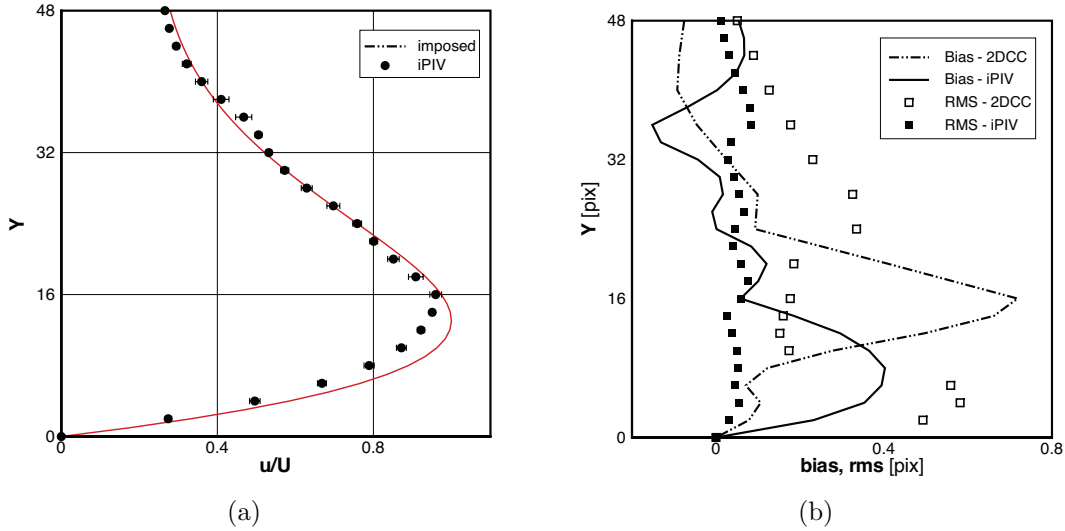 48
32
16
0
Y
0
0.4
0.8
u/U
imposed
iPIV
(a)
48
32
16
0
Y [pix]
0
0.4
0.8
bias, rms [pix]
Bias - 2DCC
Bias - iPIV
RMS - 2DCC
RMS - iPIV
(b)